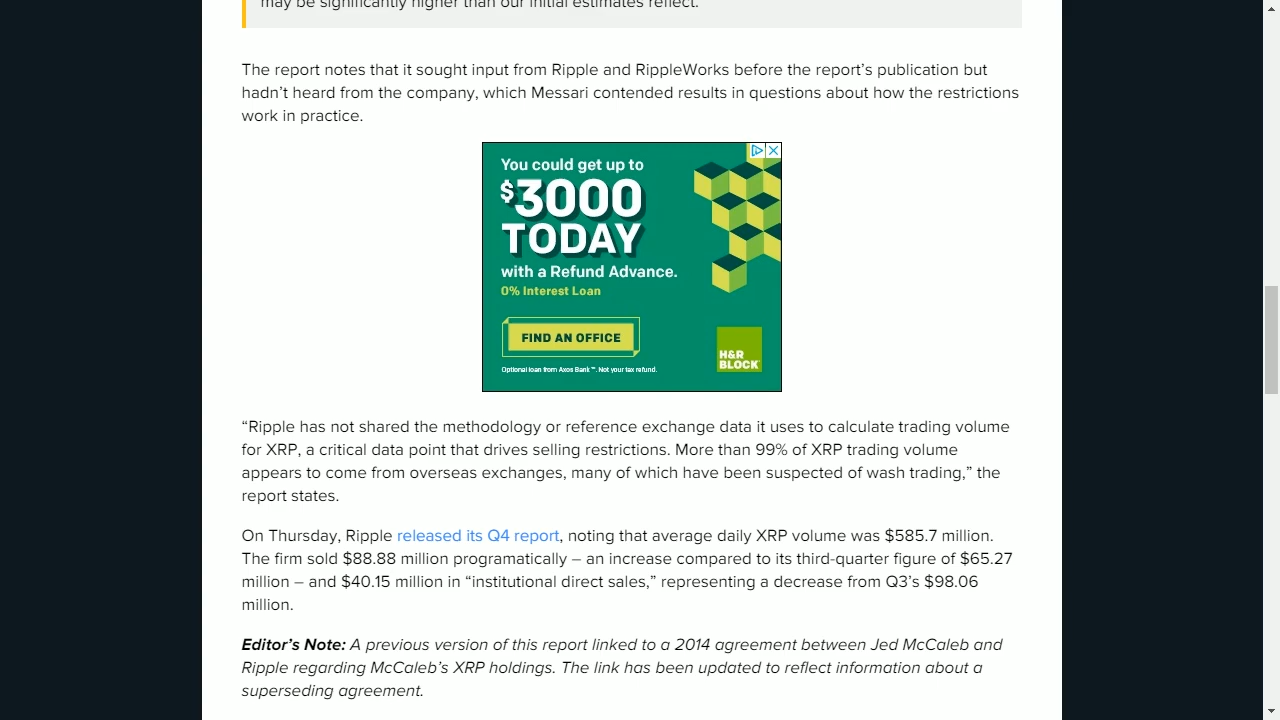 may be significantly higher than our initial estimates reflect.
The report notes that it sought input from Ripple and RippleWorks before the report’s publication but
hadn’t heard from the company, which Messari contended results in questions about how the restrictions
work in practice.
You could get up to
$3000
TODAY
with a Refund Advance.
0% Interest Loan
FIND AN OFFICE
H&R
BLOCK
Optional loan from Axos Bank™. Not your tax refund.
“Ripple has not shared the methodology or reference exchange data it uses to calculate trading volume
for XRP, a critical data point that drives selling restrictions. More than 99% of XRP trading volume
appears to come from overseas exchanges, many of which have been suspected of wash trading,” the
report states.
On Thursday, Ripple released its Q4 report, noting that average daily XRP volume was $585.7 million.
The firm sold $88.88 million programatically – an increase compared to its third-quarter figure of $65.27
million – and $40.15 million in “institutional direct sales,” representing a decrease from Q3’s $98.06
million.
Editor’s Note: A previous version of this report linked to a 2014 agreement between Jed McCaleb and
Ripple regarding McCaleb’s XRP holdings. The link has been updated to reflect information about a
superseding agreement.